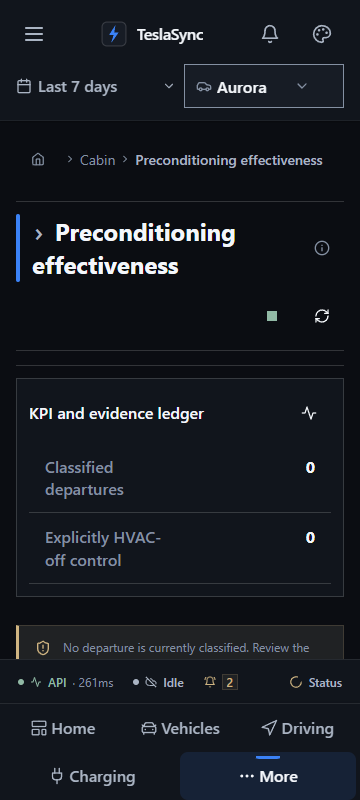 TeslaSync
Last 7 days
Aurora
Cabin
Preconditioning effectiveness
Preconditioning
effectiveness
KPI and evidence ledger
Classified
departures
0
Explicitly HVAC-
off control
0
No departure is currently classified. Review the
API · 261ms
Idle
2
Status
Home
Vehicles
Driving
Charging
More